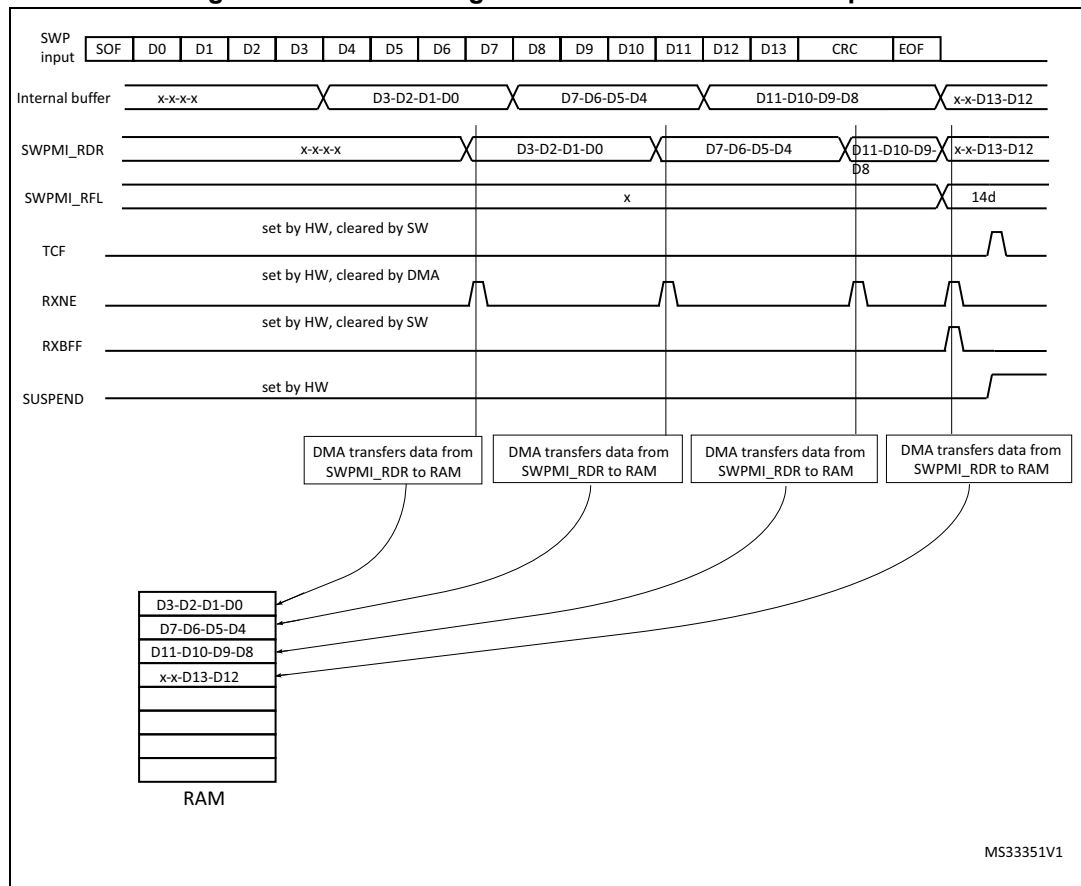 SWP
input
SOF D0 D1 D2 D3 D4 D5 D6 D7 D8 D9 D10 D11 D12 D13 CRC EOF
Internal buffer x-x-x-x D3-D2-D1-D0 D7-D6-D5-D4 D11-D10-D9-D8 x-x-D13-D12
SWPMI_RDR x-x-x-x D3-D2-D1-D0 D7-D6-D5-D4 D11-D10-D9-
D8
x-x-D13-D12
SWPMI_RFL x 14d
set by HW, cleared by SW
TCF
set by HW, cleared by DMA
RXNE
set by HW, cleared by SW
RXBFF
set by HW
SUSPEND
DMA transfers data from
SWPMI_RDR to RAM
DMA transfers data from
SWPMI_RDR to RAM
DMA transfers data from
SWPMI_RDR to RAM
DMA transfers data from
SWPMI_RDR to RAM
D3-D2-D1-D0
D7-D6-D5-D4
D11-D10-D9-D8
x-x-D13-D12
RAM
MS33351V1